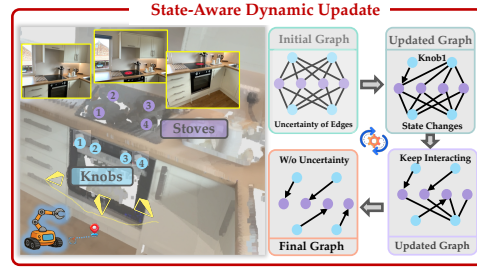 State-Aware Dynamic Upadate
Initial Graph
Uncertainty of Edges
Updated Graph
Knob1
State Changes
2
3
1
4
Stoves
1
2
3
4
Knobs
W/o Uncertainty
Final Graph
Keep Interacting
Updated Graph